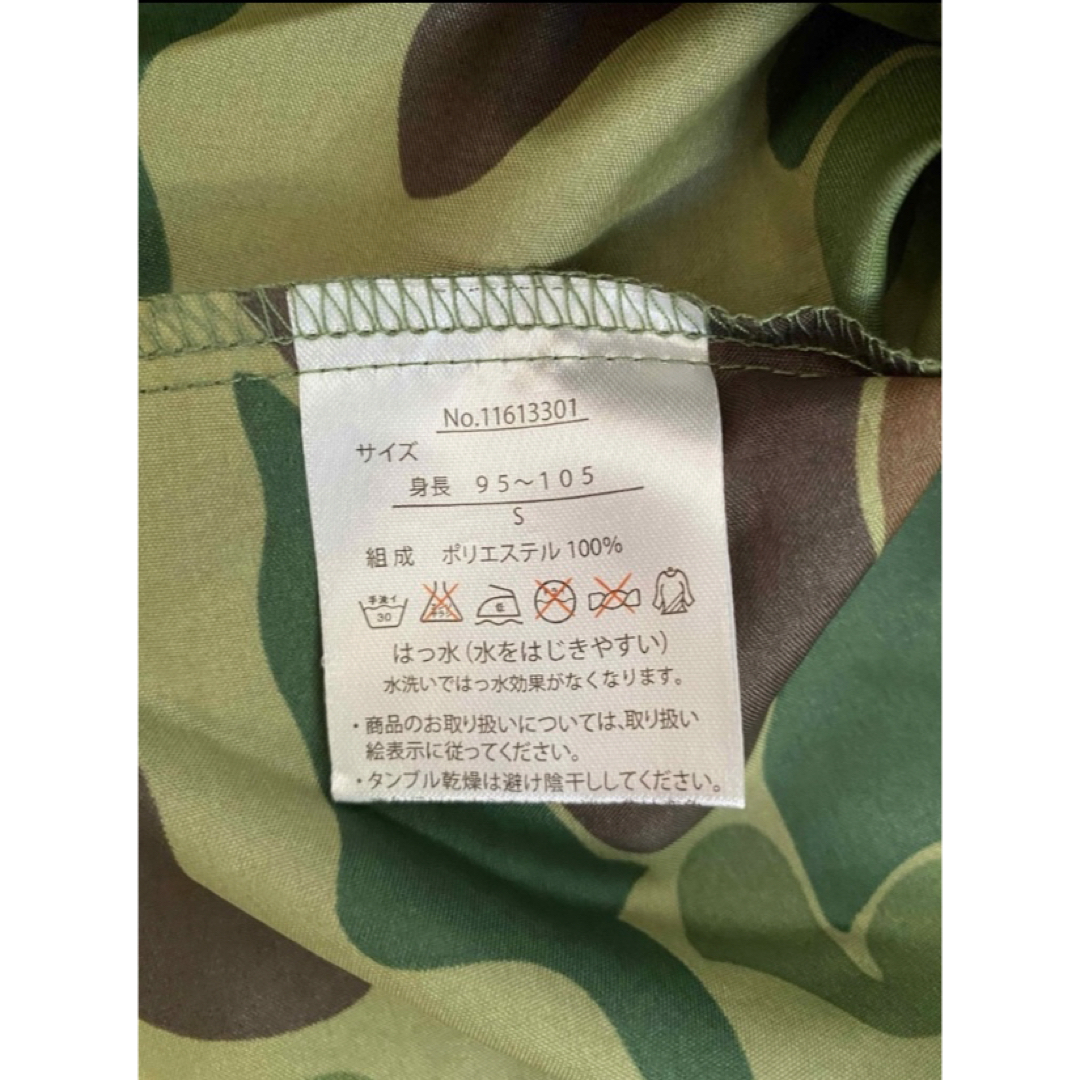 No.11613301
サイズ
身長 95〜105
S
組成 ポリエステル 100%
手洗イ 30 低
はっ水(水をはじきやすい)
水洗いではっ水効果がなくなります。
・商品のお取り扱いについては、取り扱い
絵表示に従ってください。
・タンブル乾燥は避け陰干ししてください。